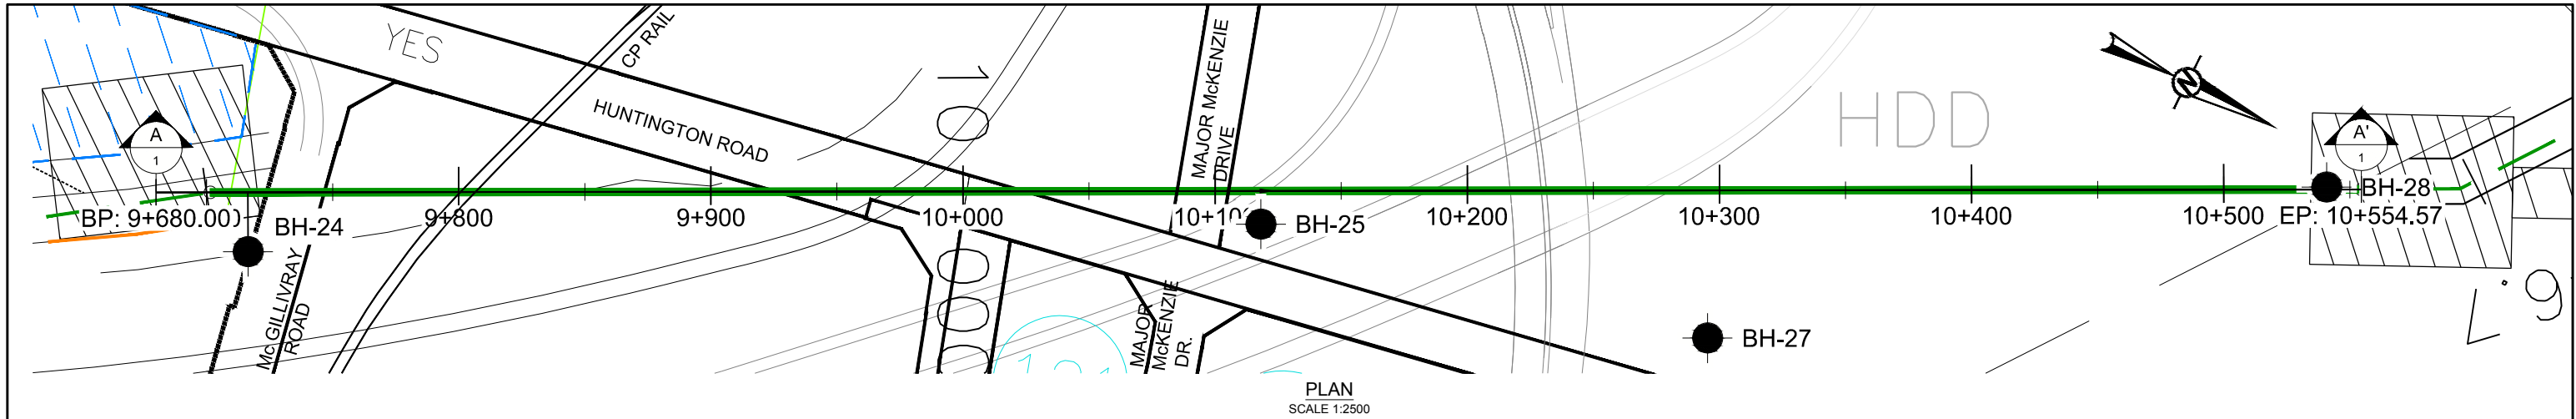 YES
CP RAIL
HUNTINGTON ROAD
MAJOR McKENZIE
DRIVE
HDD
N
A
1
A'
1
BP: 9+680.00
9+800
9+900
10+000
10+200
10+300
10+400
10+500
EP: 10+554.57
BH-24
BH-25
BH-27
BH-28
McGILLIVRAY
ROAD
MAJOR
McKENZIE
DR.
PLAN
SCALE 1:2500